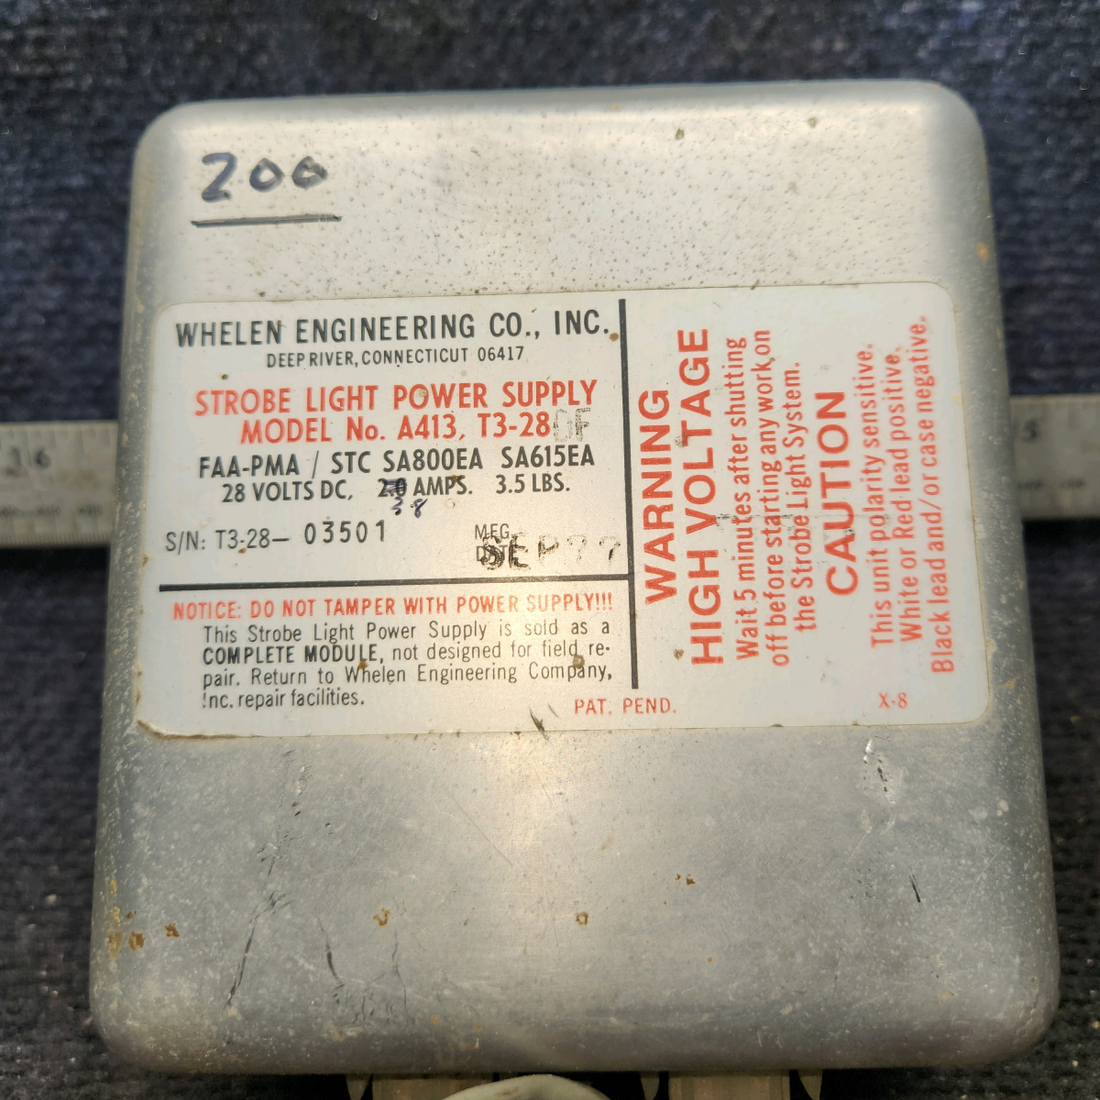 200
WHELEN ENGINEERING CO., INC.
DEEP RIVER, CONNECTICUT 06417
STROBE LIGHT POWER SUPPLY
MODEL No. A413, T3-28 DF
FAA-PMA / STC SA800EA SA615EA
28 VOLTS DC, AMPS. 3.5 LBS.
S/N: T3-28- 03501
MFG.
SEP 77
NOTICE: DO NOT TAMPER WITH POWER SUPPLY!!!
This Strobe Light Power Supply is sold as a
COMPLETE MODULE, not designed for field re-
pair. Return to Whelen Engineering Company,
Inc. repair facilities.
PAT. PEND.
WARNING
HIGH VOLTAGE
Wait 5 minutes after shutting
off before starting any work on
the Strobe Light System.
CAUTION
This unit polarity sensitive.
White or Red lead positive.
Black lead and/or case negative.
X-8
16
5